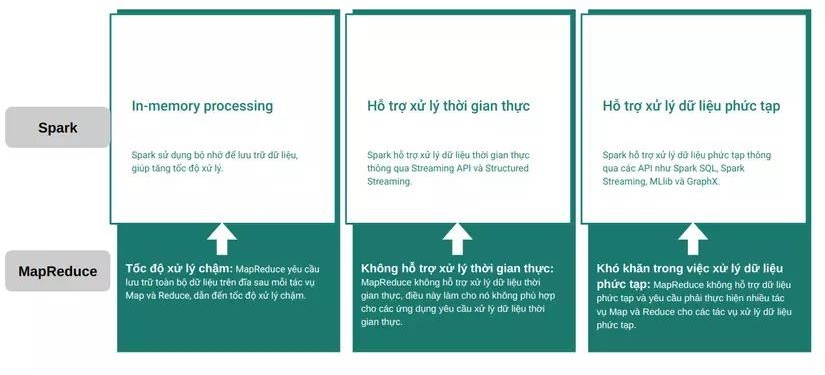 Spark
In-memory processing
Spark sử dụng bộ nhớ để lưu trữ dữ liệu,
giúp tăng tốc độ xử lý.
Hỗ trợ xử lý thời gian thực
Spark hỗ trợ xử lý dữ liệu thời gian thực
thông qua Streaming API và Structured
Streaming.
Hỗ trợ xử lý dữ liệu phức tạp
Spark hỗ trợ xử lý dữ liệu phức tạp thông
qua các API như Spark SQL, Spark
Streaming, MLlib và GraphX.
MapReduce
Tốc độ xử lý chậm: MapReduce yêu cầu
lưu trữ toàn bộ dữ liệu trên đĩa sau mỗi tác vụ
Map và Reduce, dẫn đến tốc độ xử lý chậm.
Không hỗ trợ xử lý thời gian thực:
MapReduce không hỗ trợ xử lý dữ liệu thời
gian thực, điều này làm cho nó không phù hợp
cho các ứng dụng yêu cầu xử lý dữ liệu thời
gian thực.
Khó khăn trong việc xử lý dữ liệu
phức tạp: MapReduce không hỗ trợ dữ liệu
phức tạp và yêu cầu phải thực hiện nhiều tác
vụ Map và Reduce cho các tác vụ xử lý dữ liệu
phức tạp.